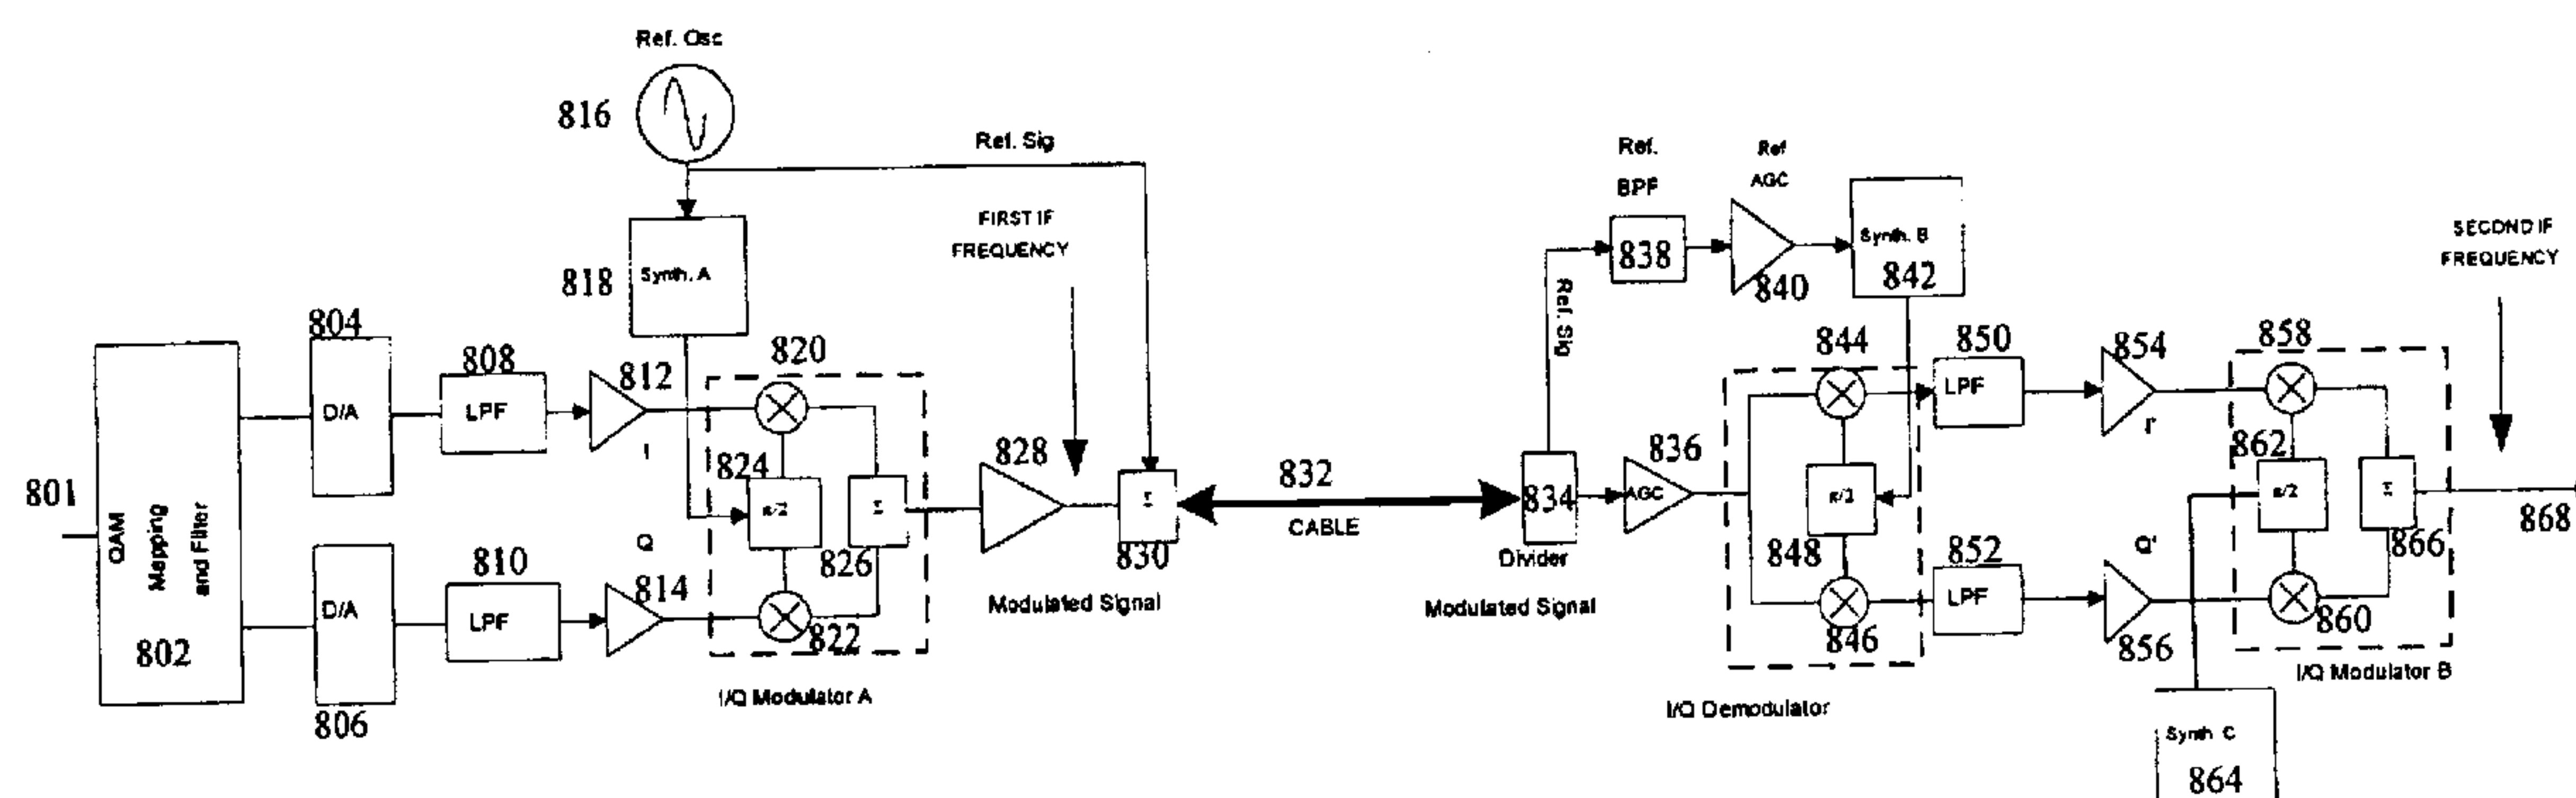 Ref. Osc
816
Ref. Sig
Ref.
BPF
Ref
AGC
FIRST IF
FREQUENCY
SECOND IF
FREQUENCY
818
Synth. A
838
840
Synth. B
842
Ref. Sig
801
QAM
Mapping
and Filter
802
804
D/A
808
LPF
812
I
820
824
π/2
826
Σ
828
Σ
830
832
CABLE
834
Divider
836
AGC
844
π/2
848
846
850
LPF
854
I'
858
862
π/2
Σ
866
868
806
D/A
810
LPF
Q
814
822
I/Q Modulator A
Modulated Signal
Modulated Signal
I/Q Demodulator
852
LPF
Q'
856
860
I/Q Modulator B
Synth C
864